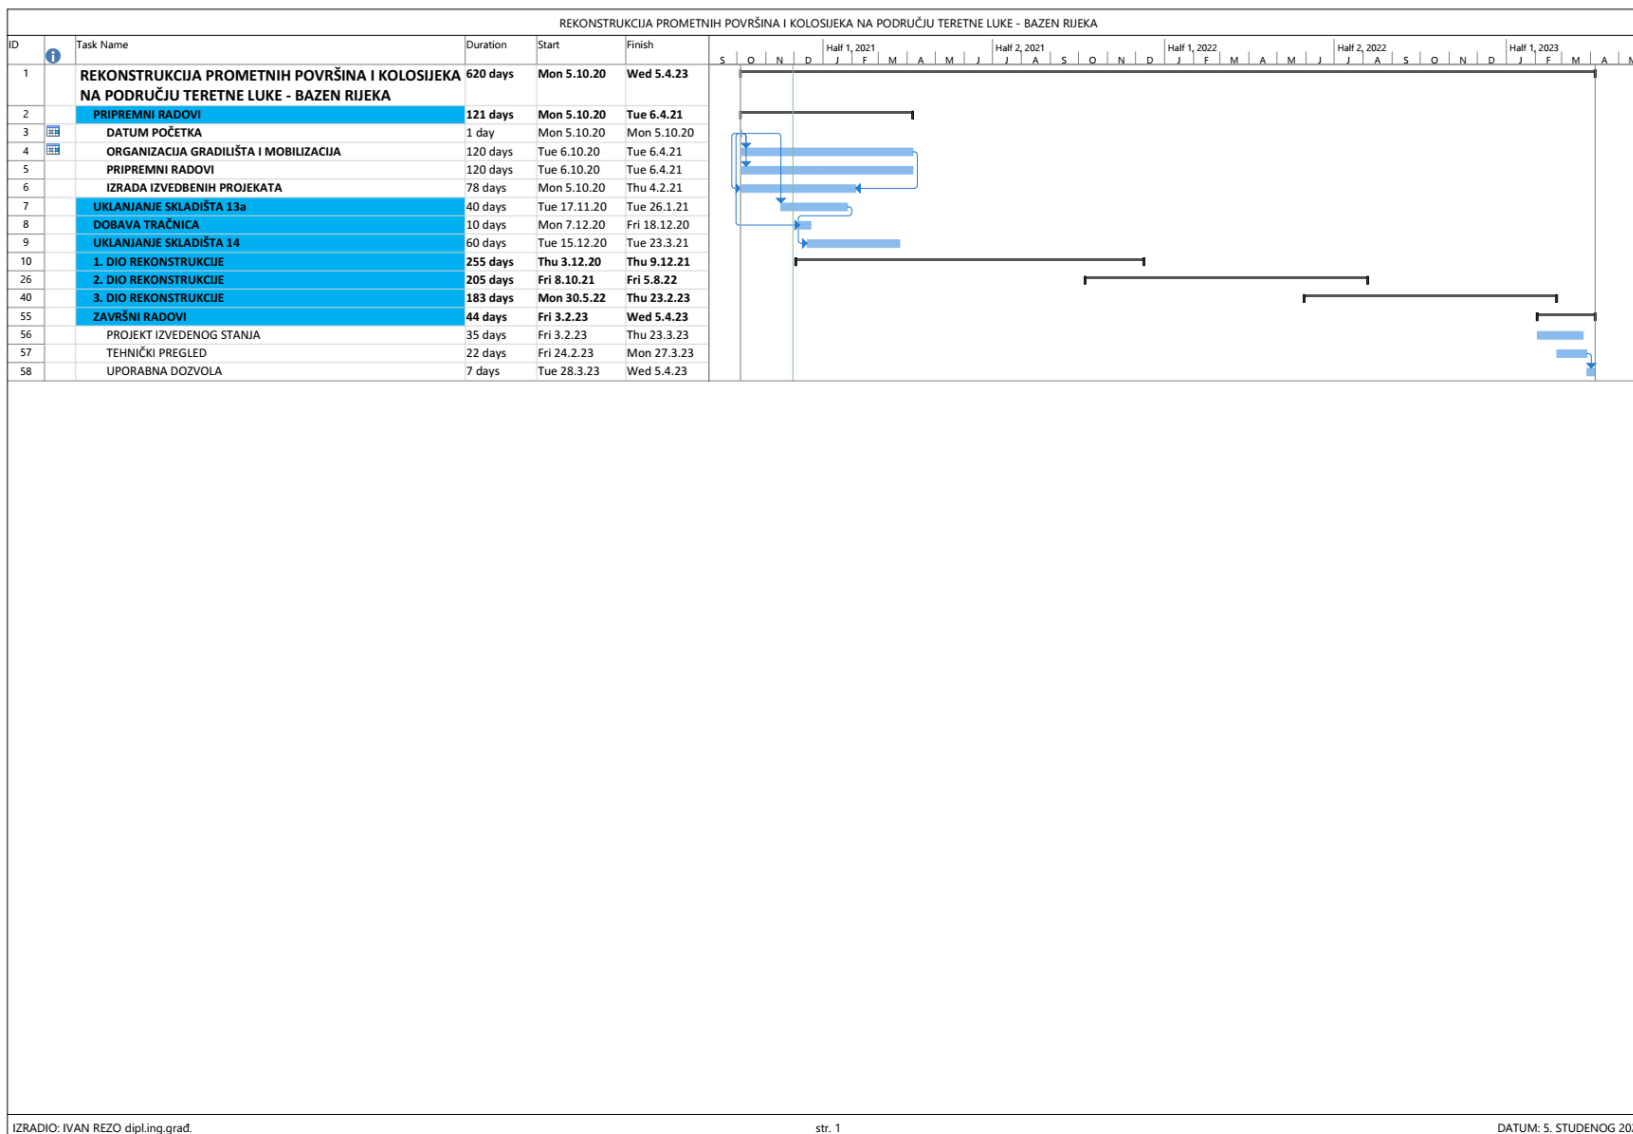 REKONSTRUKCIJA PROMETNIH POVRŠINA I KOLOSIJEKA NA PODRUČJU TERETNE LUKE - BAZEN RIJEKA
ID Task Name Duration Start Finish Half 1, 2021 Half 2, 2021 Half 1, 2022 Half 2, 2022 Half 1, 2023
S O N D J F M A M J J A S O N D J F M A M J J A S O N D J F M A M
1 REKONSTRUKCIJA PROMETNIH POVRŠINA I KOLOSIJEKA 620 days Mon 5.10.20 Wed 5.4.23
NA PODRUČJU TERETNE LUKE - BAZEN RIJEKA
2 PRIPREMNI RADOVI 121 days Mon 5.10.20 Tue 6.4.21
3 DATUM POČETKA 1 day Mon 5.10.20 Mon 5.10.20
4 ORGANIZACIJA GRADILIŠTA I MOBILIZACIJA 120 days Tue 6.10.20 Tue 6.4.21
5 PRIPREMNI RADOVI 120 days Tue 6.10.20 Tue 6.4.21
6 IZRADA IZVEDBENIH PROJEKATA 78 days Mon 5.10.20 Thu 4.2.21
7 UKLANJANJE SKLADIŠTA 13a 40 days Tue 17.11.20 Tue 26.1.21
8 DOBAVA TRAČNICA 10 days Mon 7.12.20 Fri 18.12.20
9 UKLANJANJE SKLADIŠTA 14 60 days Tue 15.12.20 Tue 23.3.21
10 1. DIO REKONSTRUKCIJE 255 days Thu 3.12.20 Thu 9.12.21
26 2. DIO REKONSTRUKCIJE 205 days Fri 8.10.21 Fri 5.8.22
40 3. DIO REKONSTRUKCIJE 183 days Mon 30.5.22 Thu 23.2.23
55 ZAVRŠNI RADOVI 44 days Fri 3.2.23 Wed 5.4.23
56 PROJEKT IZVEDENOG STANJA 35 days Fri 3.2.23 Thu 23.3.23
57 TEHNIČKI PREGLED 22 days Fri 24.2.23 Mon 27.3.23
58 UPORABNA DOZVOLA 7 days Tue 28.3.23 Wed 5.4.23
IZRADIO: IVAN REZO dipl.ing.građ. str. 1 DATUM: 5. STUDENOG